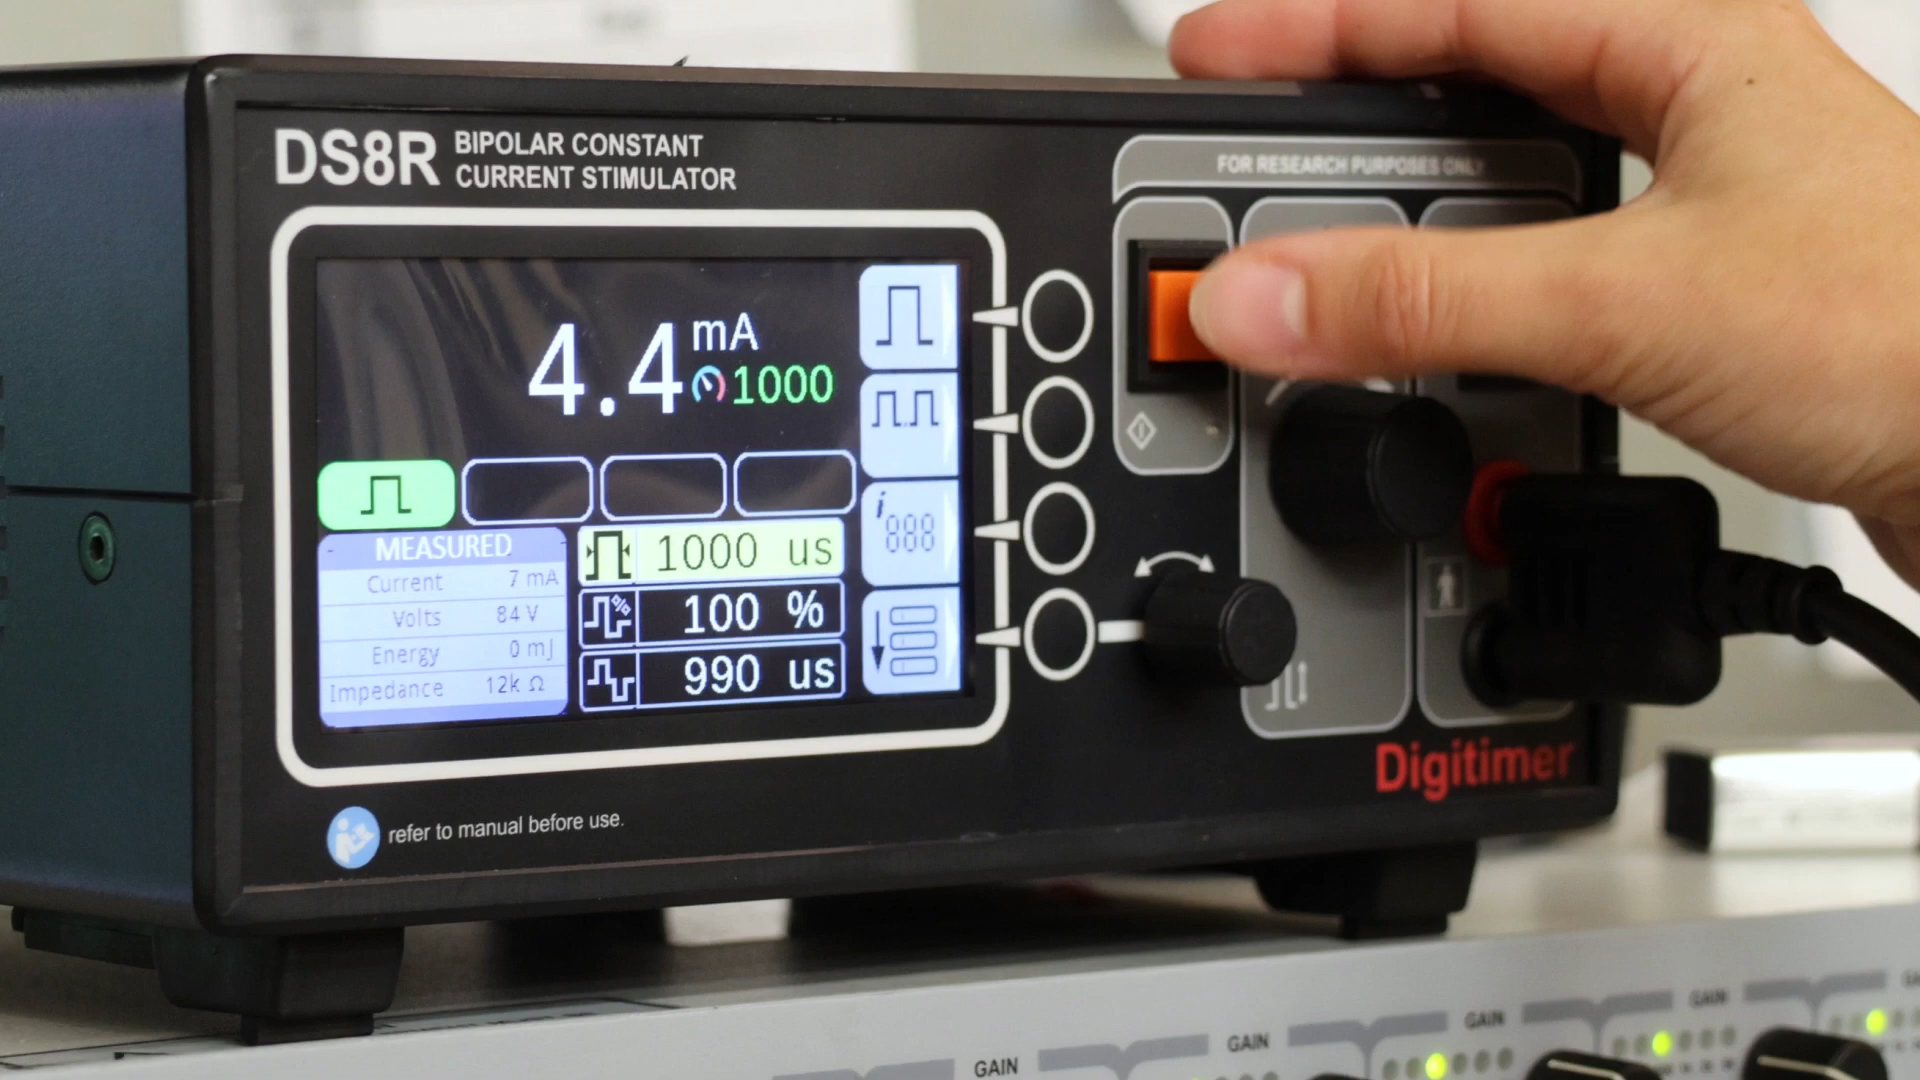 DS8R
BIPOLAR CONSTANT
CURRENT STIMULATOR
FOR RESEARCH PURPOSES ONLY
4.4 mA
1000
MEASURED
Current 7 mA
Volts 84 V
Energy 0 mJ
Impedance 12k Ω
1000 us
100 %
990 us
i
888
Digitimer
refer to manual before use.
GAIN
GAIN
GAIN
GAIN